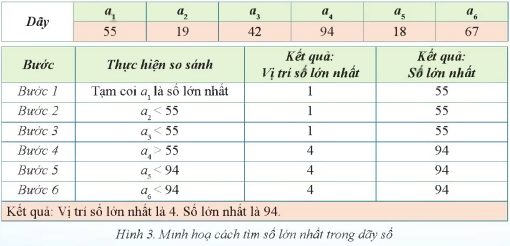 Dãy a1 a2 a3 a4 a5 a6
55 19 42 94 18 67
Bước Thực hiện so sánh Kết quả: Vị trí số lớn nhất Kết quả: Số lớn nhất
Bước 1 Tạm coi a1 là số lớn nhất 1 55
Bước 2 a2 < 55 1 55
Bước 3 a3 < 55 1 55
Bước 4 a4 > 55 4 94
Bước 5 a5 < 94 4 94
Bước 6 a6 < 94 4 94
Kết quả: Vị trí số lớn nhất là 4. Số lớn nhất là 94.
Hình 3. Minh hoạ cách tìm số lớn nhất trong dãy số